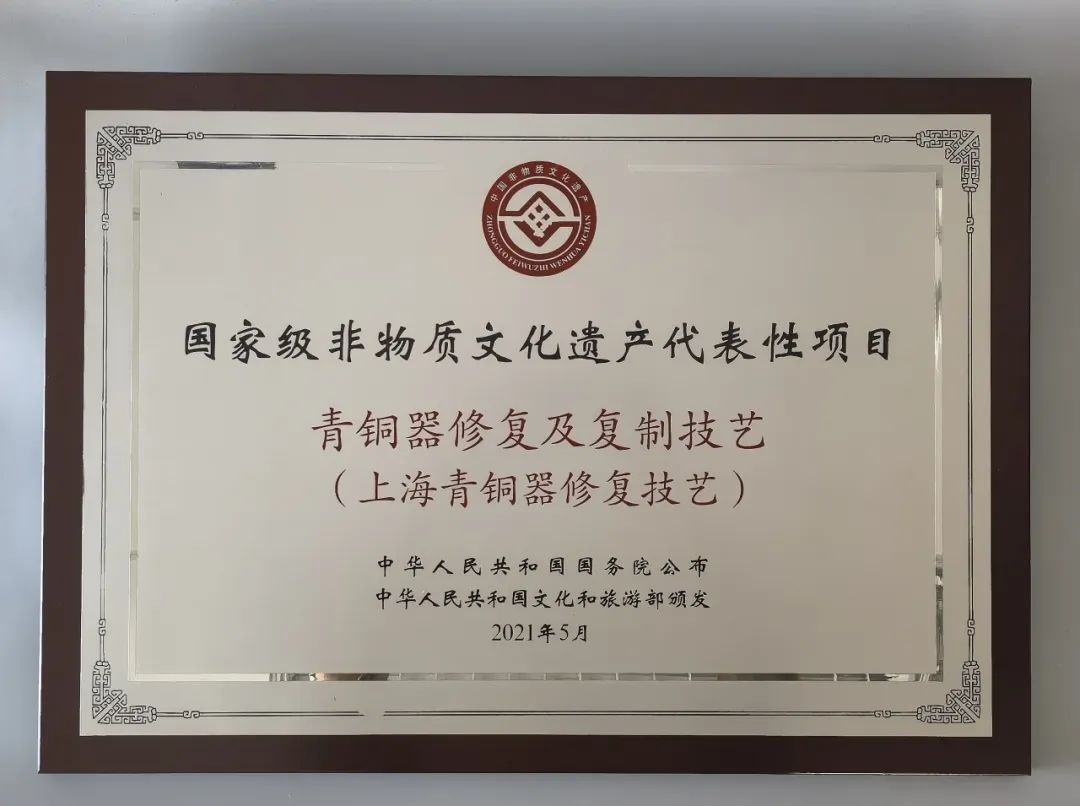 中国非物质文化遗产
ZHONGGUO FEIWUZHI WENHUA YICHAN
国家级非物质文化遗产代表性项目
青铜器修复及复制技艺
（上海青铜器修复技艺）
中华人民共和国国务院公布
中华人民共和国文化和旅游部颁发
2021年5月